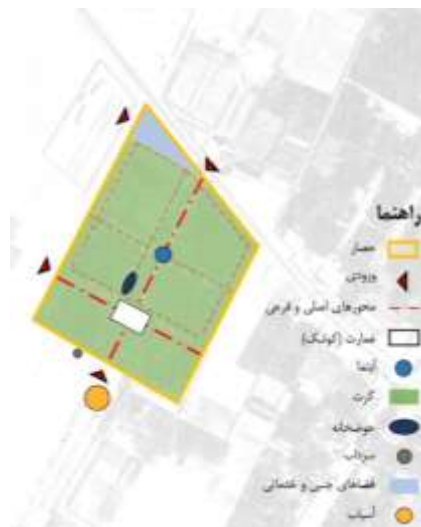 راهنما
حصار
ورودی
محورهای اصلی و فرعی
عمارت (کوشک)
آبنما
کرت
حوضخانه
سرداب
فضاهای جنبی و خدماتی
آسیاب